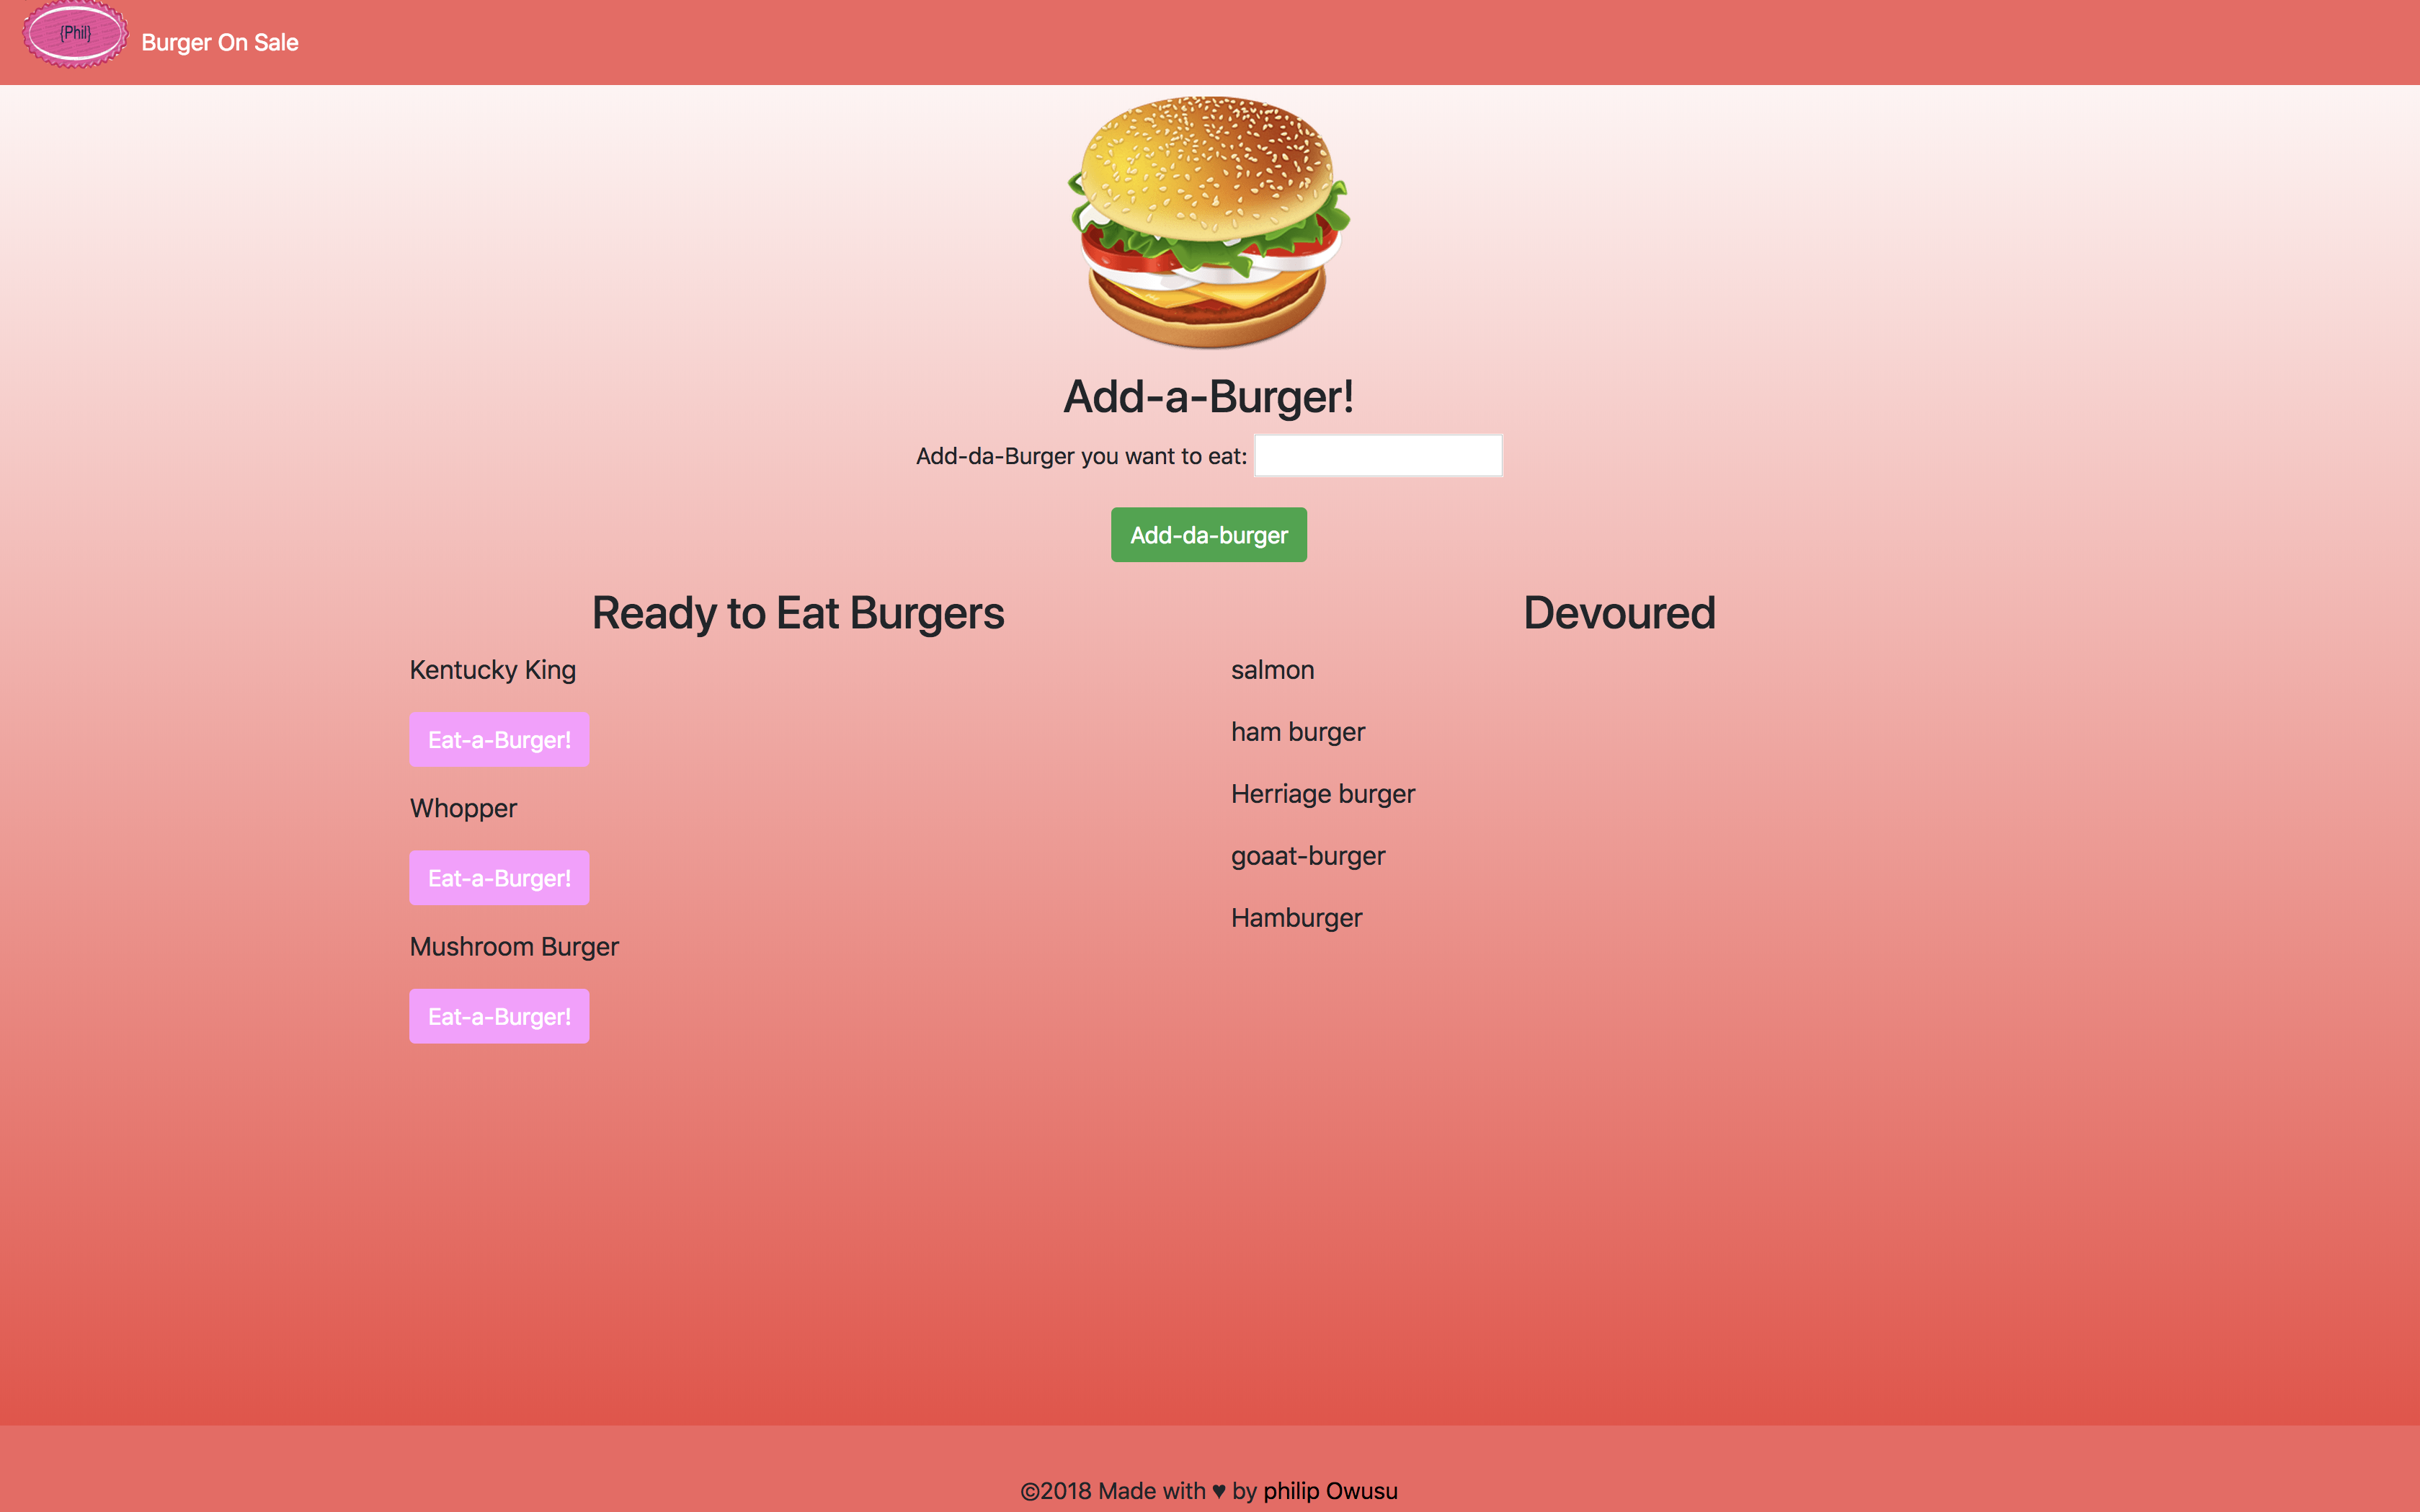 {Phil}
Burger On Sale
Add-a-Burger!
Add-da-Burger you want to eat:
Add-da-burger
Ready to Eat Burgers
Kentucky King
Eat-a-Burger!
Whopper
Eat-a-Burger!
Mushroom Burger
Eat-a-Burger!
Devoured
salmon
ham burger
Herriage burger
goaat-burger
Hamburger
©2018 Made with ♥ by philip Owusu